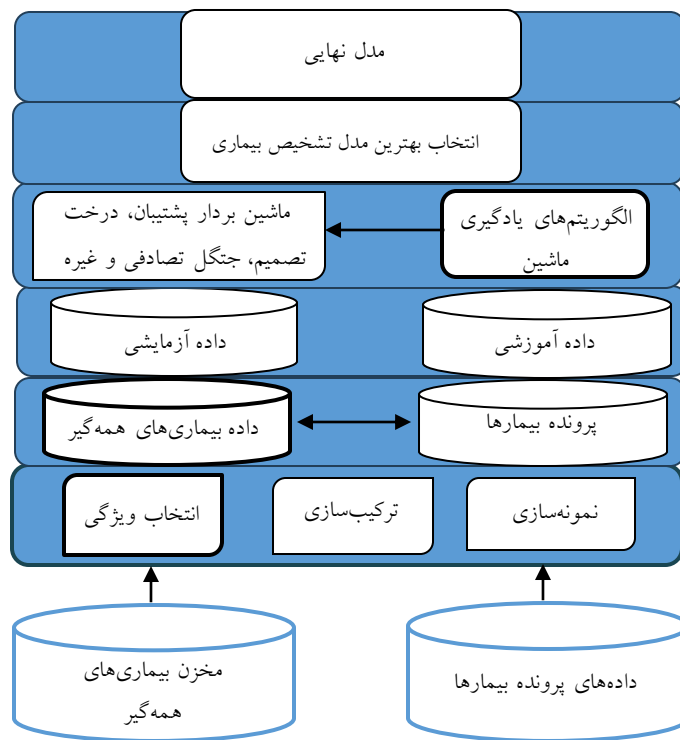 مدل نهایی
انتخاب بهترین مدل تشخیص بیماری
الگوریتم‌های یادگیری
ماشین
ماشین بردار پشتیبان، درخت
تصمیم، جتگل تصادفی و غیره
داده آموزشی
داده آزمایشی
پرونده بیمارها
داده بیماری‌های همه‌گیر
نمونه‌سازی
ترکیب‌سازی
انتخاب ویژگی
داده‌های پرونده بیمارها
مخزن بیماری‌های
همه‌گیر